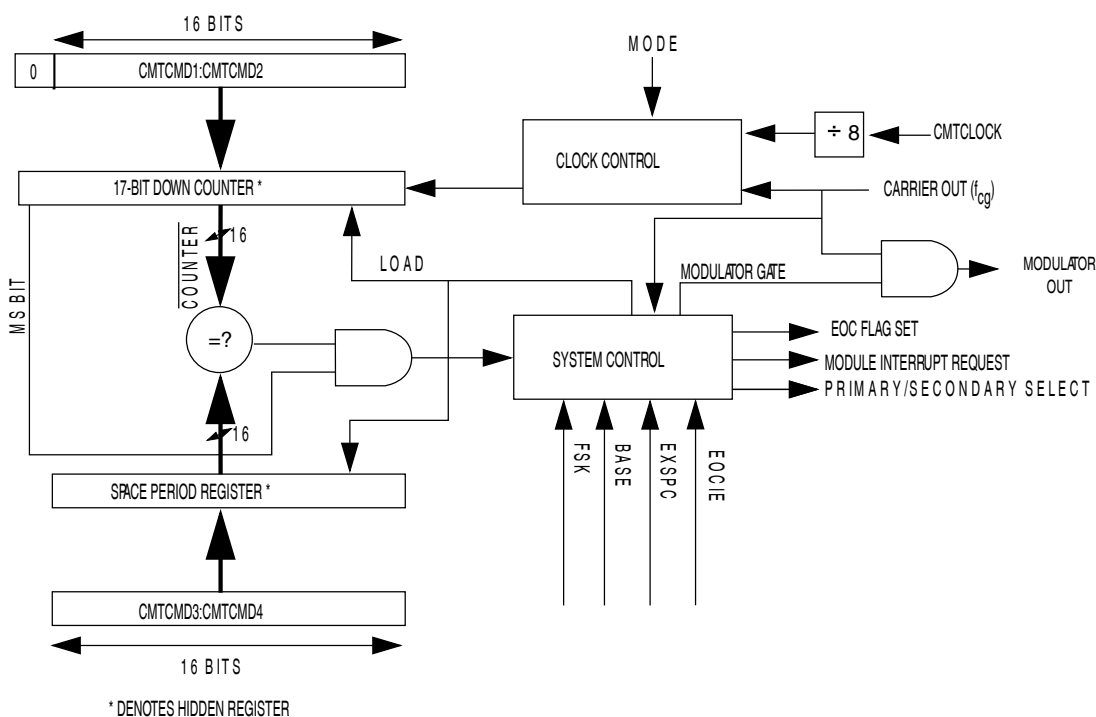 16 BITS
MODE
0
CMTCMD1:CMTCMD2
÷ 8
CMTCLOCK
CLOCK CONTROL
17-BIT DOWN COUNTER *
CARRIER OUT (fcg)
16
COUNTER
LOAD
MODULATOR GATE
MODULATOR
OUT
MS BIT
=?
SYSTEM CONTROL
EOC FLAG SET
MODULE INTERRUPT REQUEST
PRIMARY/SECONDARY SELECT
16
FSK
BASE
EXSPC
EOCIE
SPACE PERIOD REGISTER *
CMTCMD3:CMTCMD4
16 BITS
* DENOTES HIDDEN REGISTER